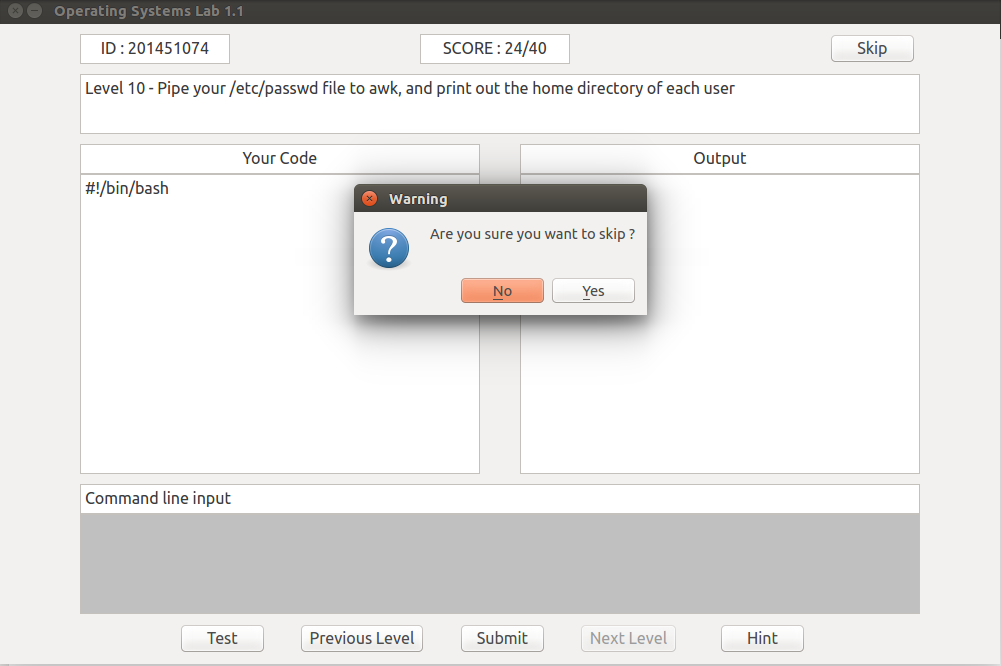 Operating Systems Lab 1.1
ID : 201451074
SCORE : 24/40
Skip
Level 10 - Pipe your /etc/passwd file to awk, and print out the home directory of each user
Your Code
Output
#!/bin/bash
Warning
Are you sure you want to skip ?
No
Yes
Command line input
Test
Previous Level
Submit
Next Level
Hint